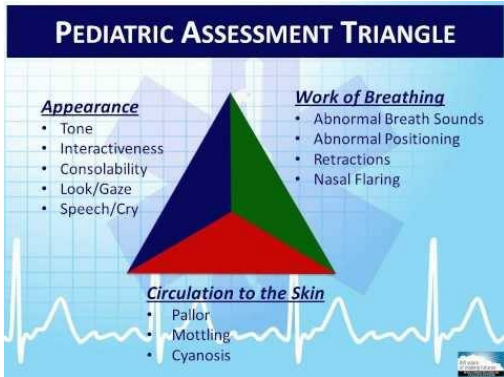 PEDIATRIC ASSESSMENT TRIANGLE
Appearance
• Tone
• Interactiveness
• Consolability
• Look/Gaze
• Speech/Cry
Work of Breathing
• Abnormal Breath Sounds
• Abnormal Positioning
• Retractions
• Nasal Flaring
Circulation to the Skin
• Pallor
• Mottling
• Cyanosis